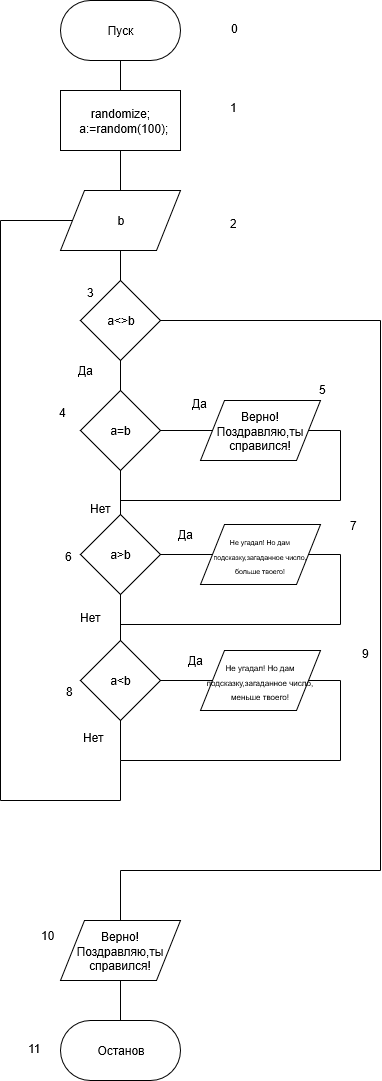 Пуск
0
randomize;
a:=random(100);
1
b
2
3
a<>b
Да
4
a=b
Да
5
Верно!
Поздравляю,ты
справился!
Нет
6
a>b
Да
7
Не угадал! Но дам
подсказку,загаданное число,
больше твоего!
Нет
8
a<b
Да
9
Не угадал! Но дам
подсказку,загаданное число,
меньше твоего!
Нет
10
Верно!
Поздравляю,ты
справился!
11
Останов